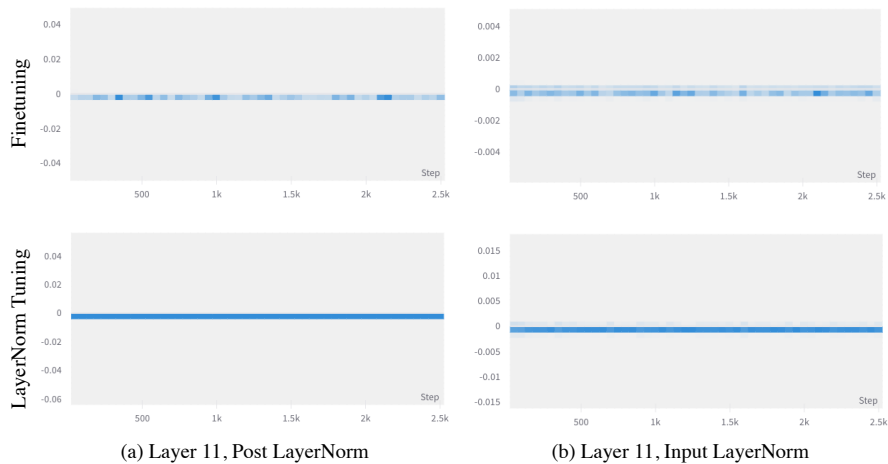 Finetuning
0.04
0.02
0
-0.02
-0.04
Step
500
1k
1.5k
2k
2.5k
0.004
0.002
0
-0.002
-0.004
Step
500
1k
1.5k
2k
2.5k
LayerNorm Tuning
0.04
0.02
0
-0.02
-0.04
-0.06
Step
500
1k
1.5k
2k
2.5k
0.015
0.01
0.005
0
-0.005
-0.01
-0.015
Step
500
1k
1.5k
2k
2.5k
(a) Layer 11, Post LayerNorm
(b) Layer 11, Input LayerNorm